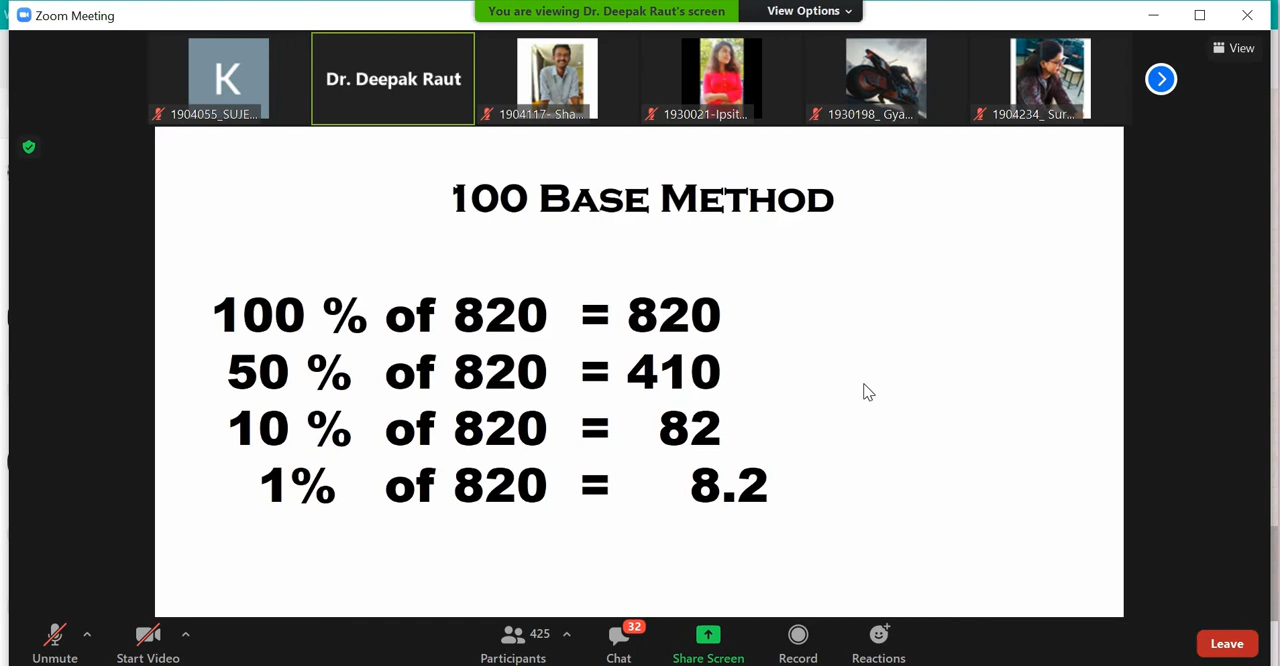 Zoom Meeting
You are viewing Dr. Deepak Raut's screen
View Options
View
K
Dr. Deepak Raut
1904055_SUJE...
1904117- Sha...
1930021-Ipsit...
1930198_ Gya...
1904234_ Sur...
100 BASE METHOD
100 % of 820 = 820
50 % of 820 = 410
10 % of 820 = 82
1% of 820 = 8.2
425
32
Unmute
Start Video
Participants
Chat
Share Screen
Record
Reactions
Leave